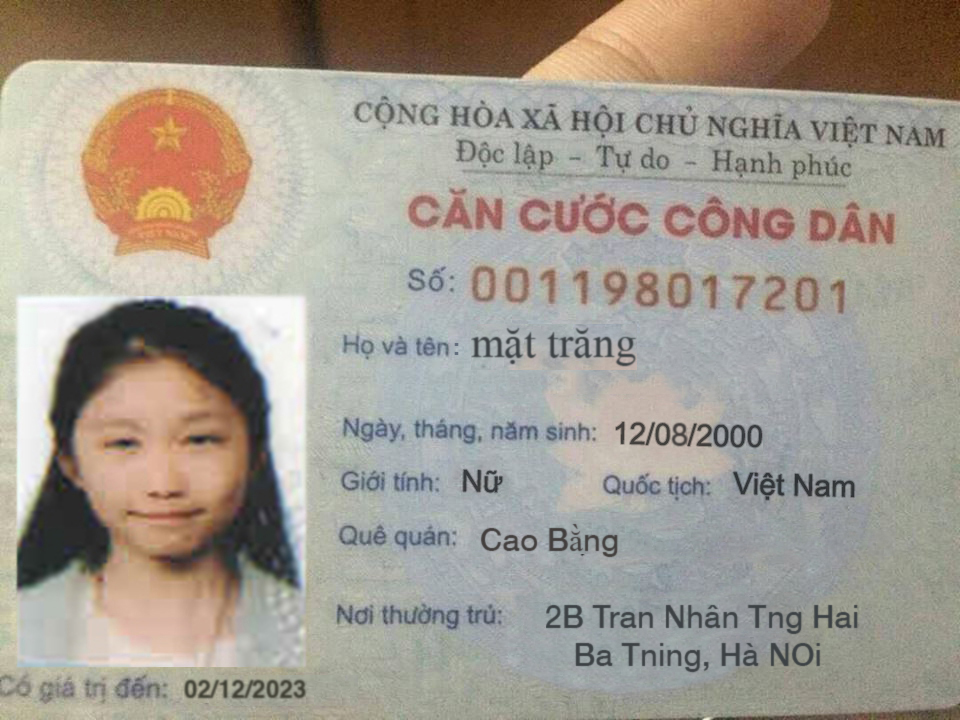 CỘNG HÒA XÃ HỘI CHỦ NGHĨA VIỆT NAM
Độc lập - Tự do - Hạnh phúc
CĂN CƯỚC CÔNG DÂN
Số: 001198017201
Họ và tên: mặt trăng
Ngày, tháng, năm sinh: 12/08/2000
Giới tính: Nữ Quốc tịch: Việt Nam
Quê quán: Cao Bằng
Nơi thường trú: 2B Tran Nhân Tng Hai
Ba Tning, Hà NOi
Có giá trị đến: 02/12/2023